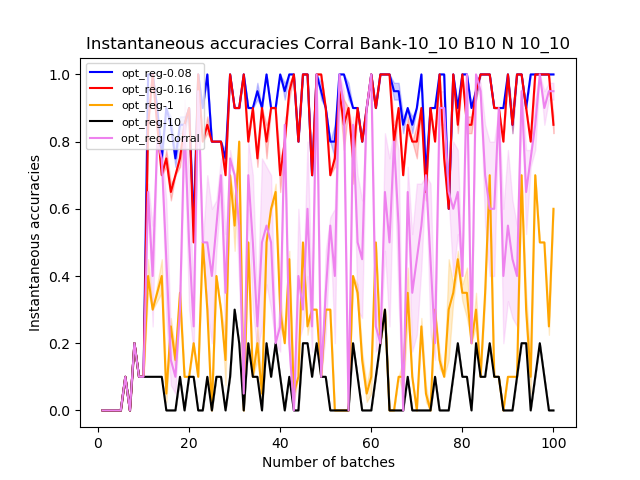 Instantaneous accuracies Corral Bank-10_10 B10 N 10_10
opt_reg-0.08
opt_reg-0.16
opt_reg-1
opt_reg-10
opt_reg Corral
Instantaneous accuracies
1.0
0.8
0.6
0.4
0.2
0.0
0 20 40 60 80 100
Number of batches